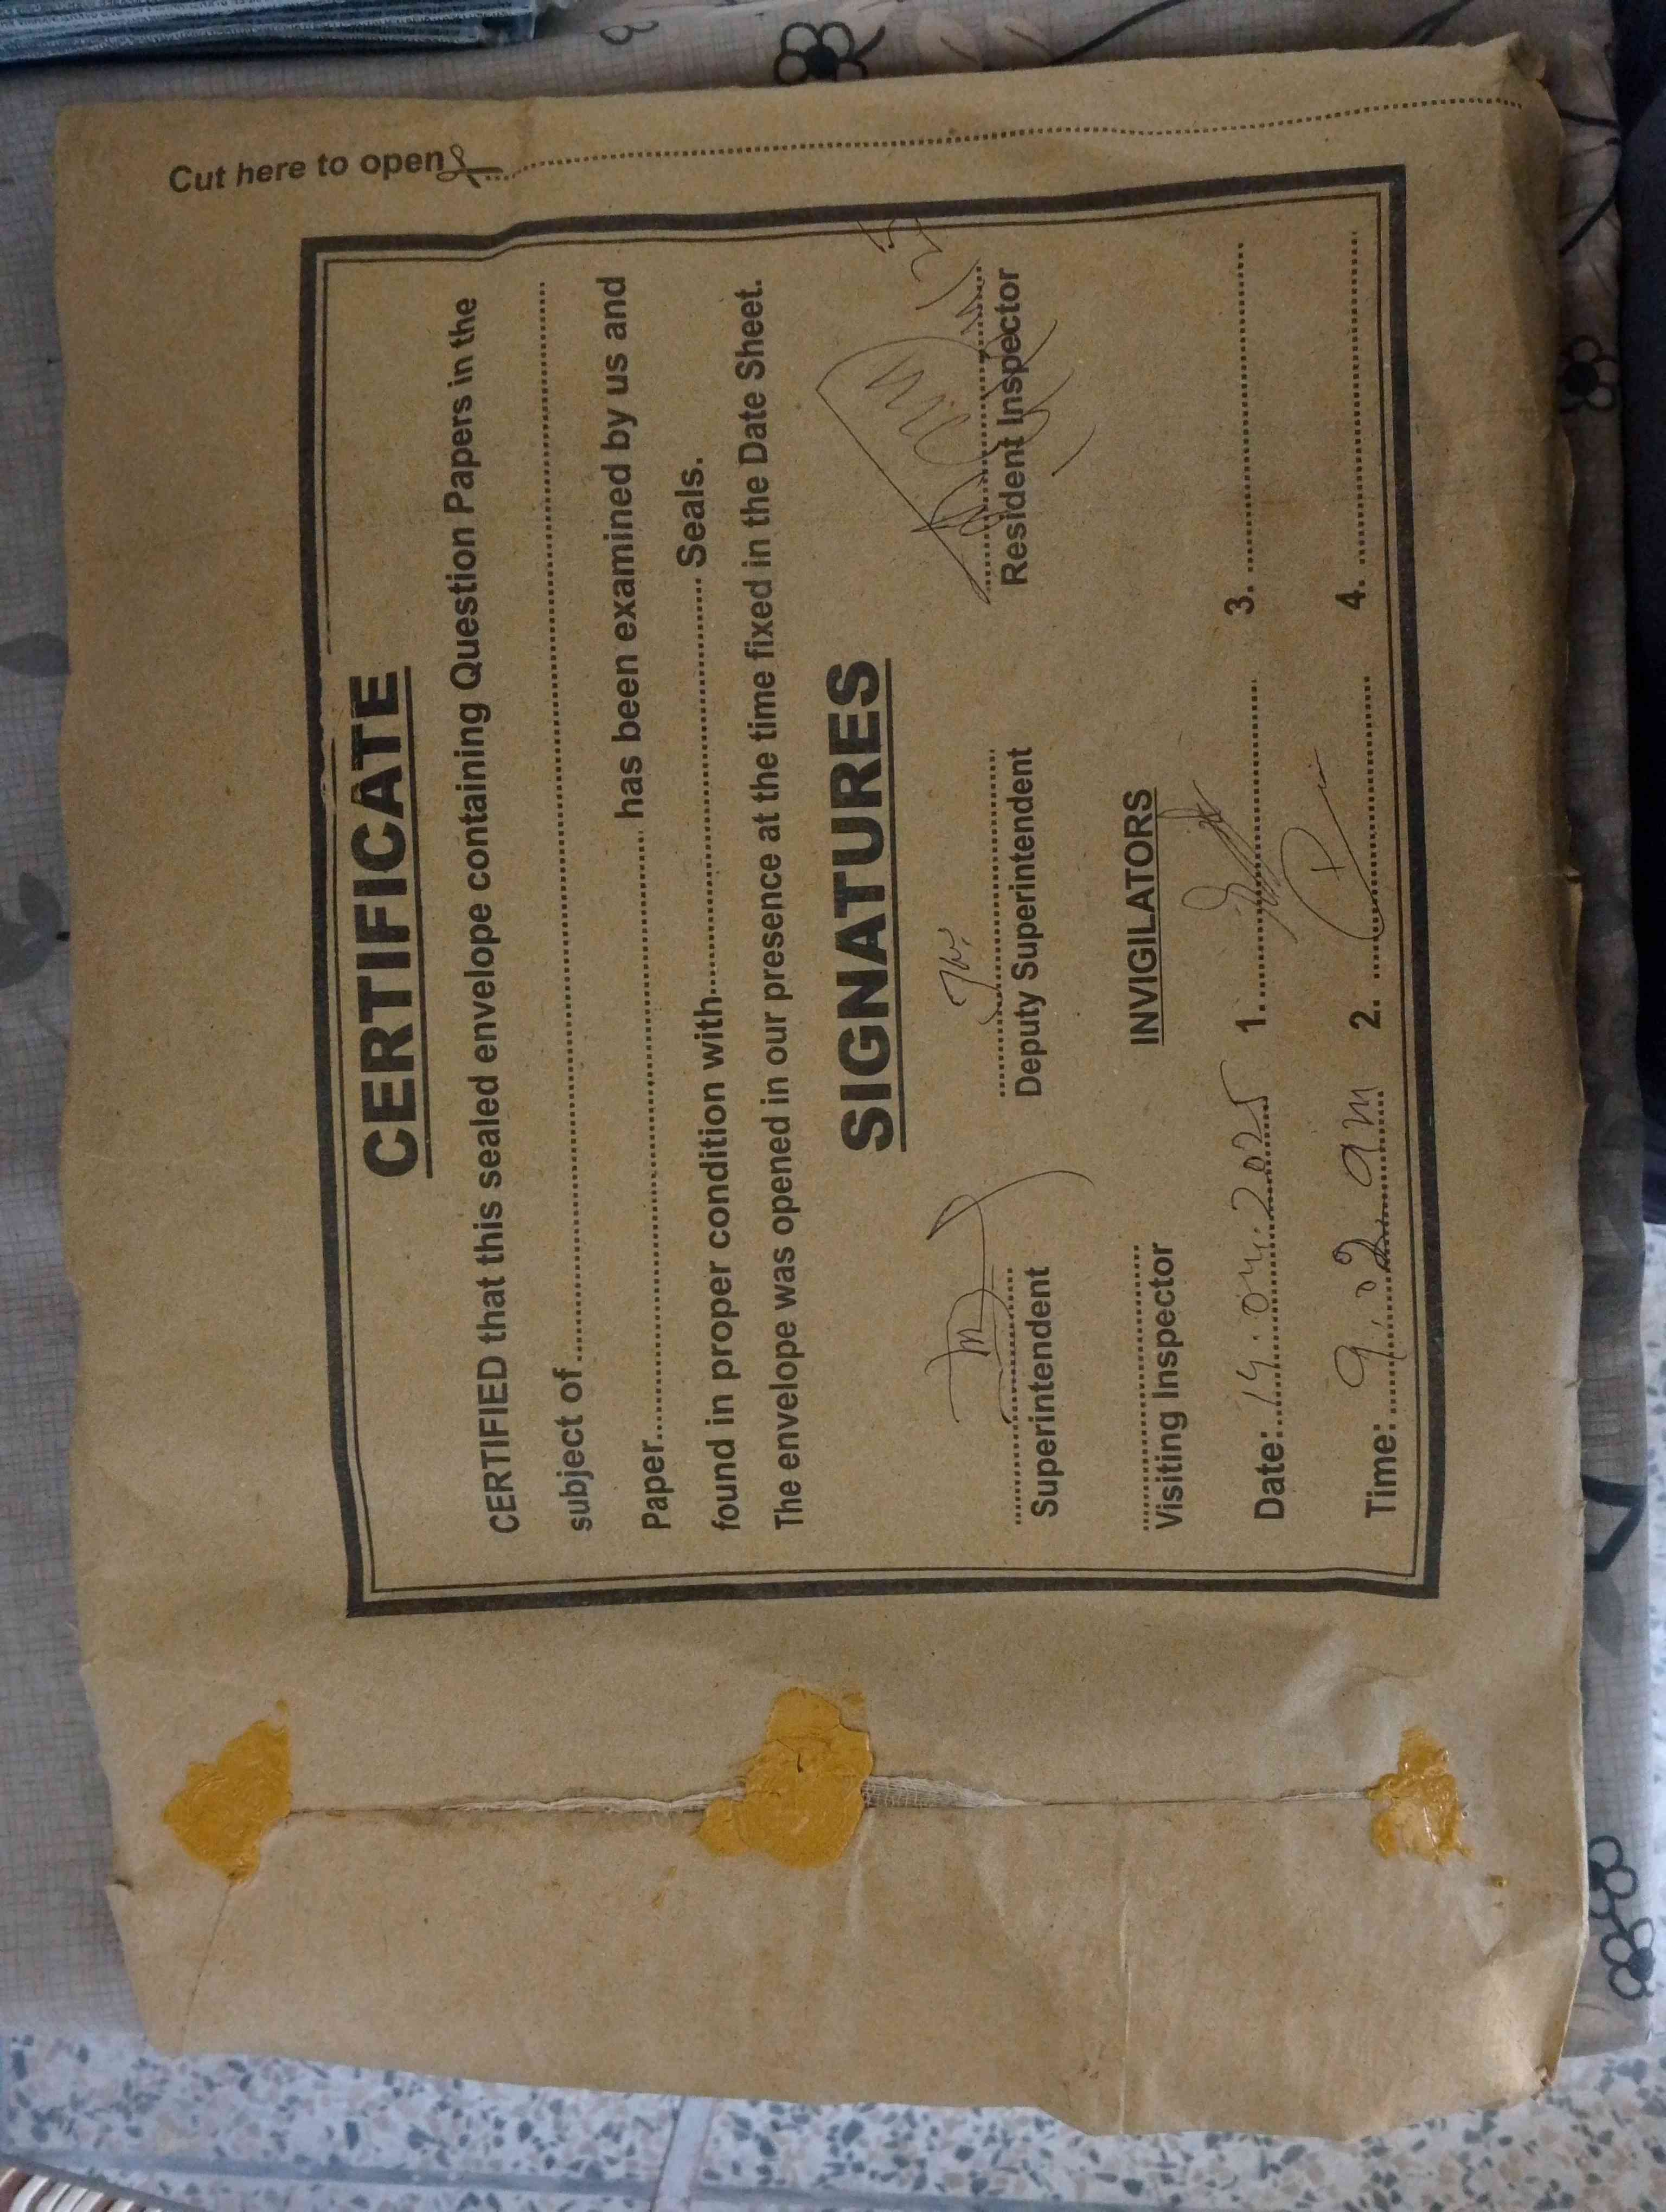 Cut here to open
CERTIFICATE
CERTIFIED that this sealed envelope containing Question Papers in the
subject of
Paper has been examined by us and
found in proper condition with Seals.
The envelope was opened in our presence at the time fixed in the Date Sheet.
SIGNATURES
Superintendent Deputy Superintendent Resident Inspector
Visiting Inspector INVIGILATORS
Date: 14.04.2025 1. 3.
Time: 9.02 am 2. 4.